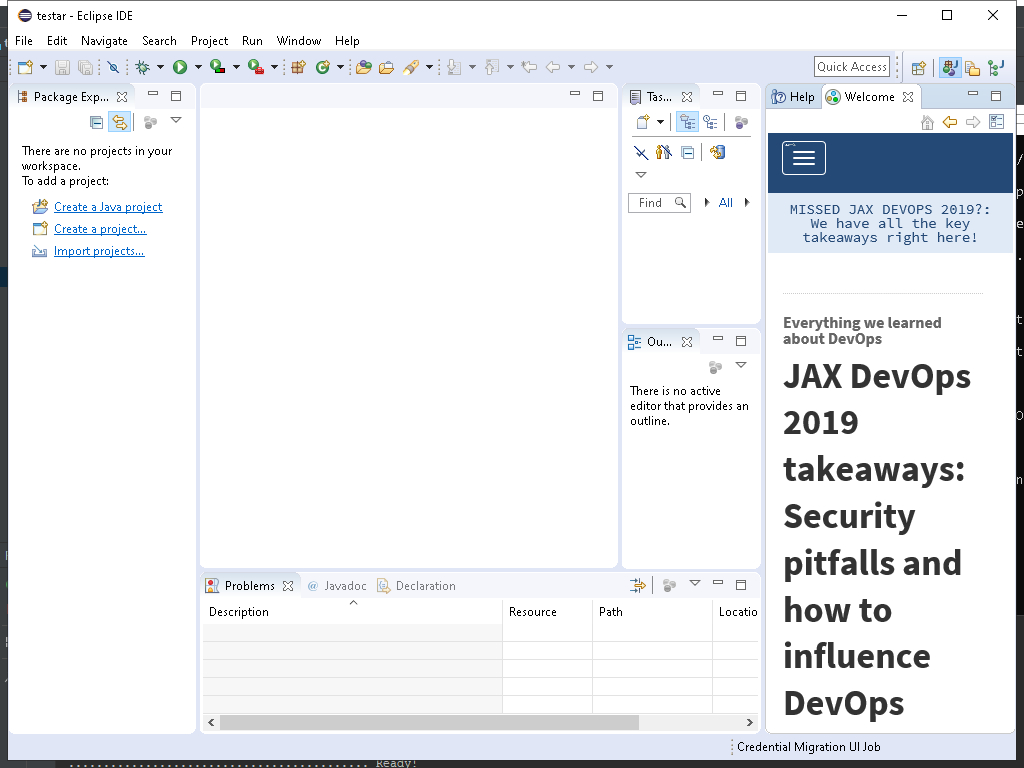 testar - Eclipse IDE
File Edit Navigate Search Project Run Window Help
Quick Access
Package Exp...
There are no projects in your
workspace.
To add a project:
Create a Java project
Create a project...
Import projects...
Tas...
Find
All
Ou...
There is no active
editor that provides an
outline.
Help Welcome
MISSED JAX DEVOPS 2019?:
We have all the key
takeaways right here!
Everything we learned
about DevOps
JAX DevOps
2019
takeaways:
Security
pitfalls and
how to
influence
DevOps
Problems @ Javadoc Declaration
Description Resource Path Locatio
Credential Migration UI Job
Ready!